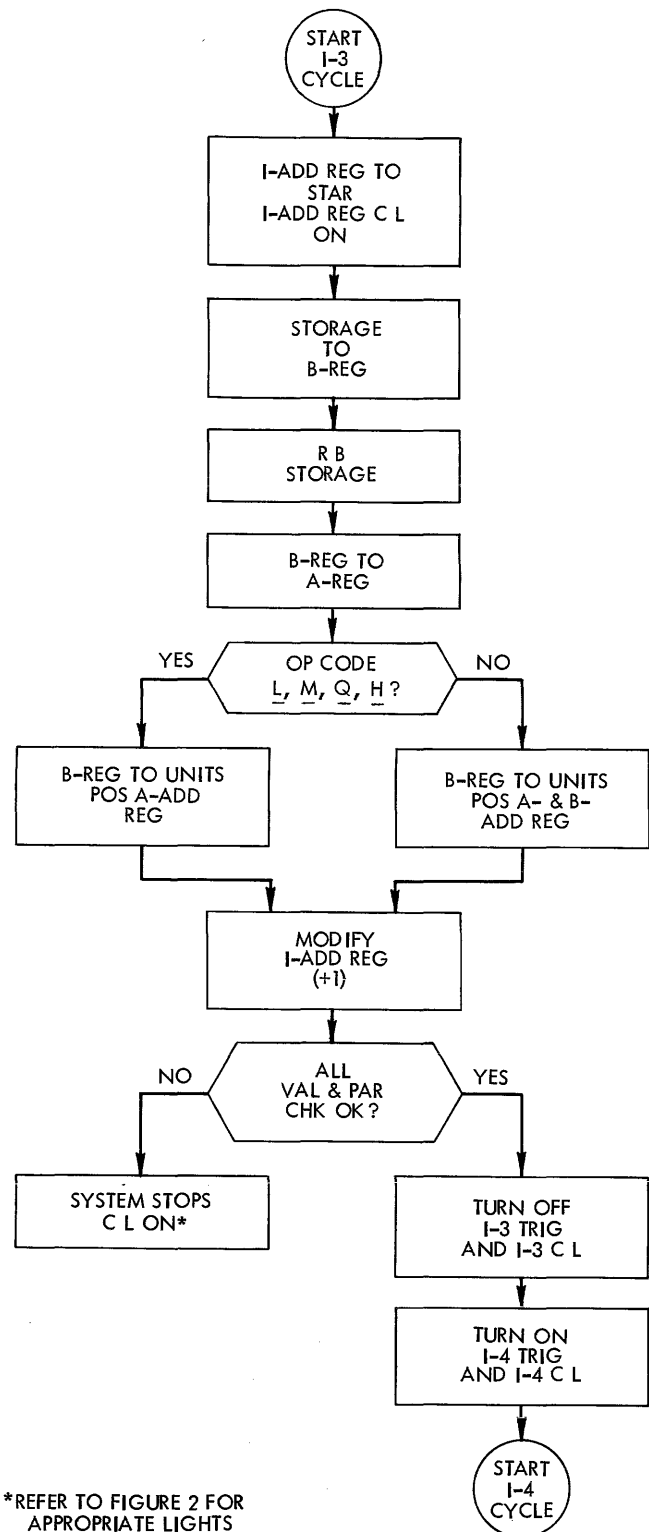 START
I-3
CYCLE
I-ADD REG TO
STAR
I-ADD REG C L
ON
STORAGE
TO
B-REG
R B
STORAGE
B-REG TO
A-REG
YES
OP CODE
L, M, Q, H?
NO
B-REG TO UNITS
POS A-ADD
REG
B-REG TO UNITS
POS A- & B-
ADD REG
MODIFY
I-ADD REG
(+1)
NO
ALL
VAL & PAR
CHK OK?
YES
SYSTEM STOPS
C L ON*
TURN OFF
I-3 TRIG
AND I-3 C L
TURN ON
I-4 TRIG
AND I-4 C L
START
I-4
CYCLE
*REFER TO FIGURE 2 FOR
APPROPRIATE LIGHTS